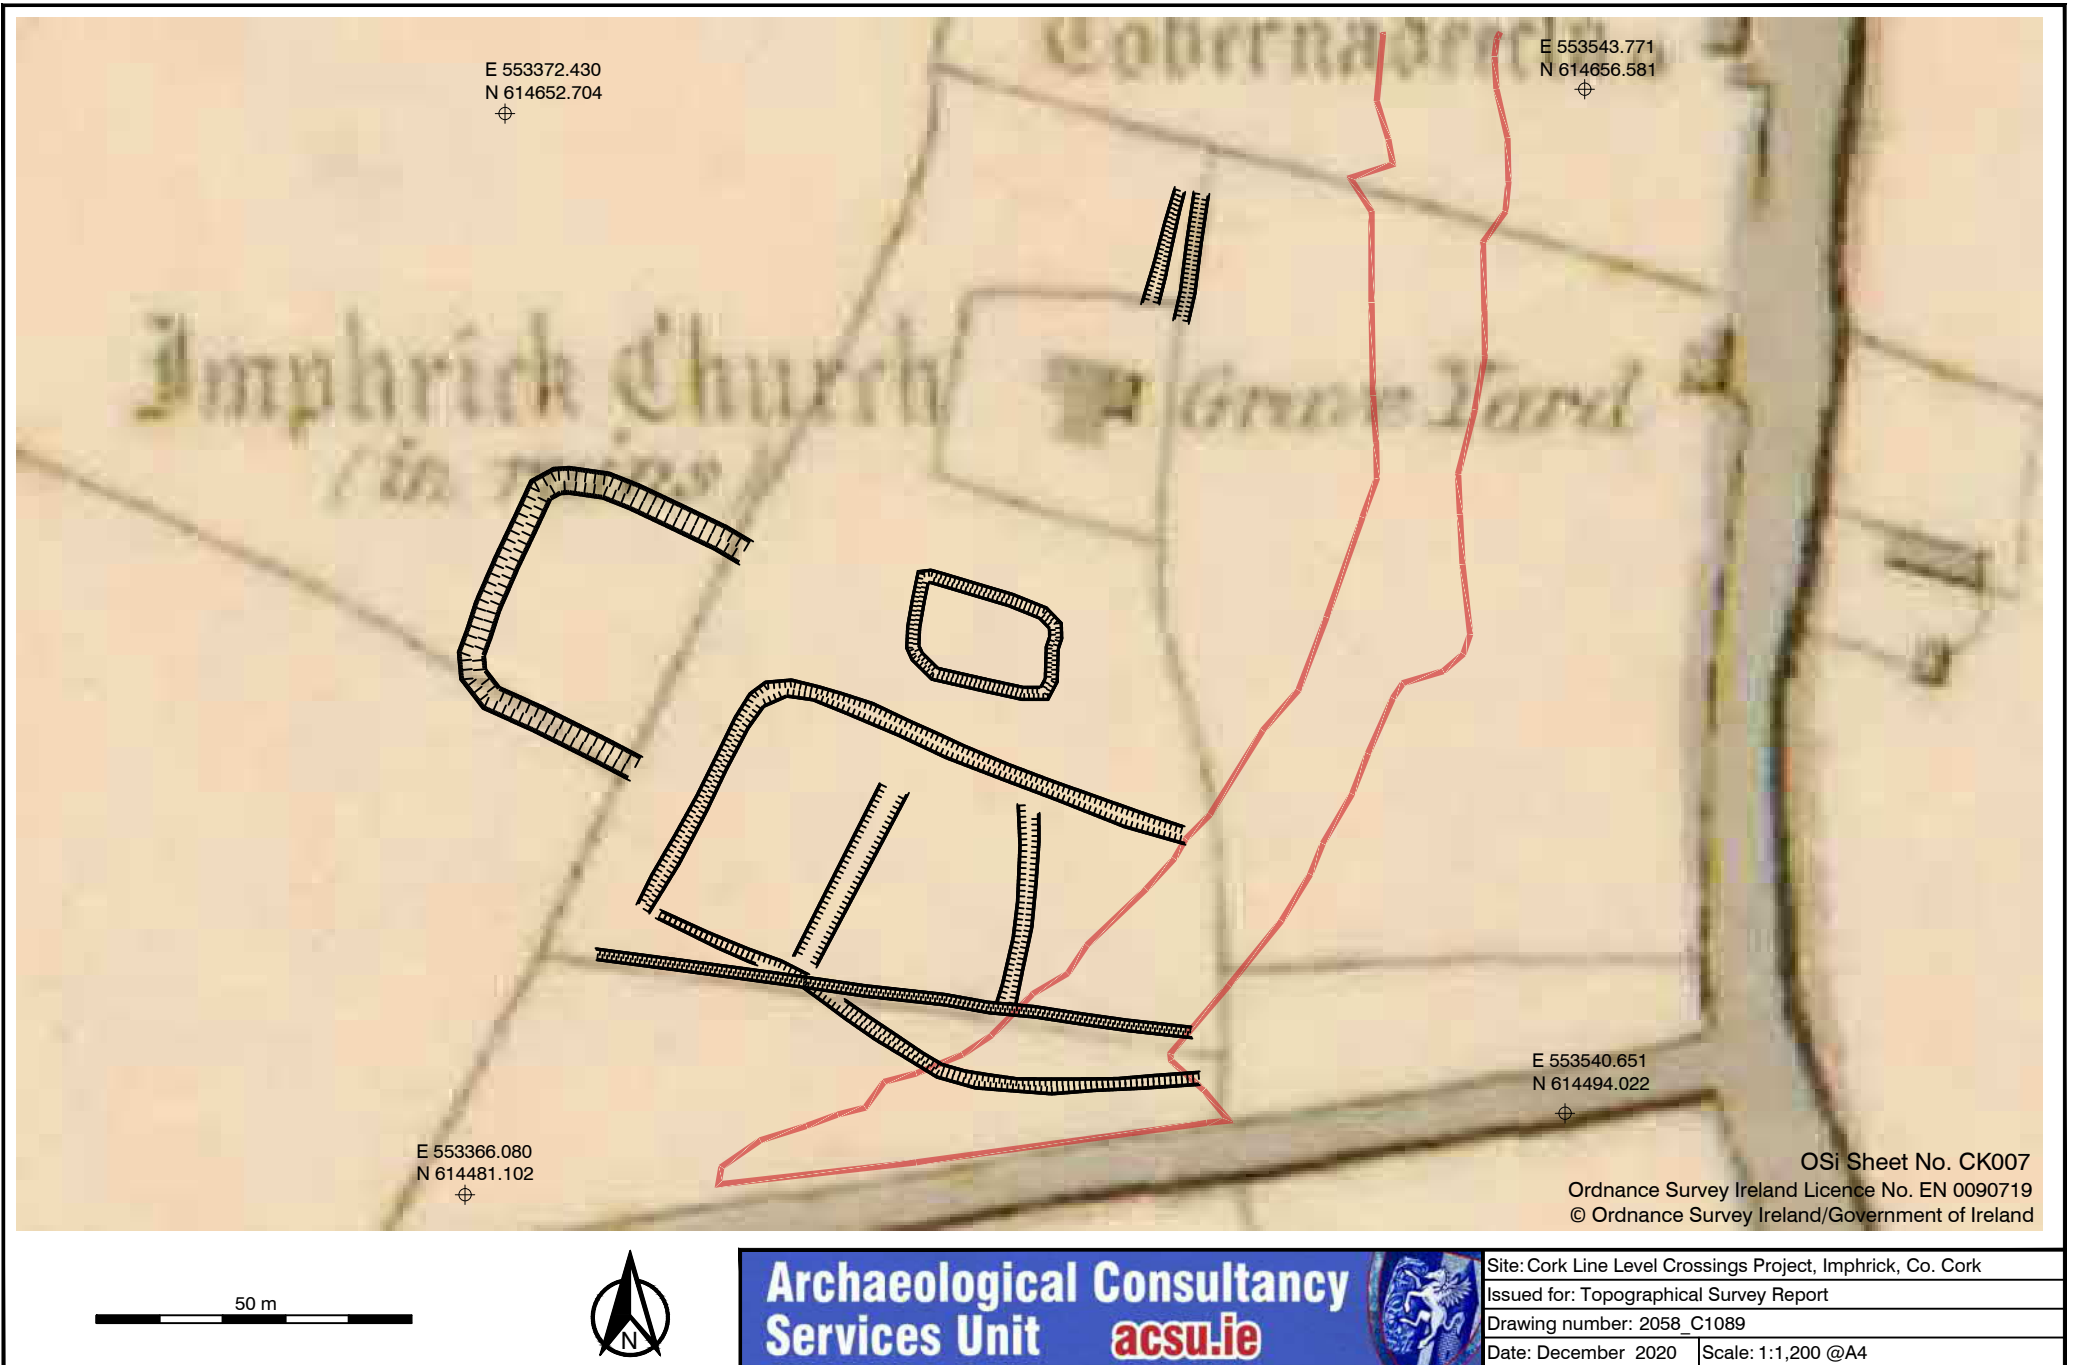 Tobernadeecla
E 553372.430
N 614652.704
E 553543.771
N 614656.581
Imphrick Church
(in ruins
Grave Yard
E 553540.651
N 614494.022
E 553366.080
N 614481.102
OSi Sheet No. CK007
Ordnance Survey Ireland Licence No. EN 0090719
© Ordnance Survey Ireland/Government of Ireland
50 m
N
Archaeological Consultancy
Services Unit acsu.ie
Site: Cork Line Level Crossings Project, Imphrick, Co. Cork
Issued for: Topographical Survey Report
Drawing number: 2058_C1089
Date: December 2020 Scale: 1:1,200 @A4